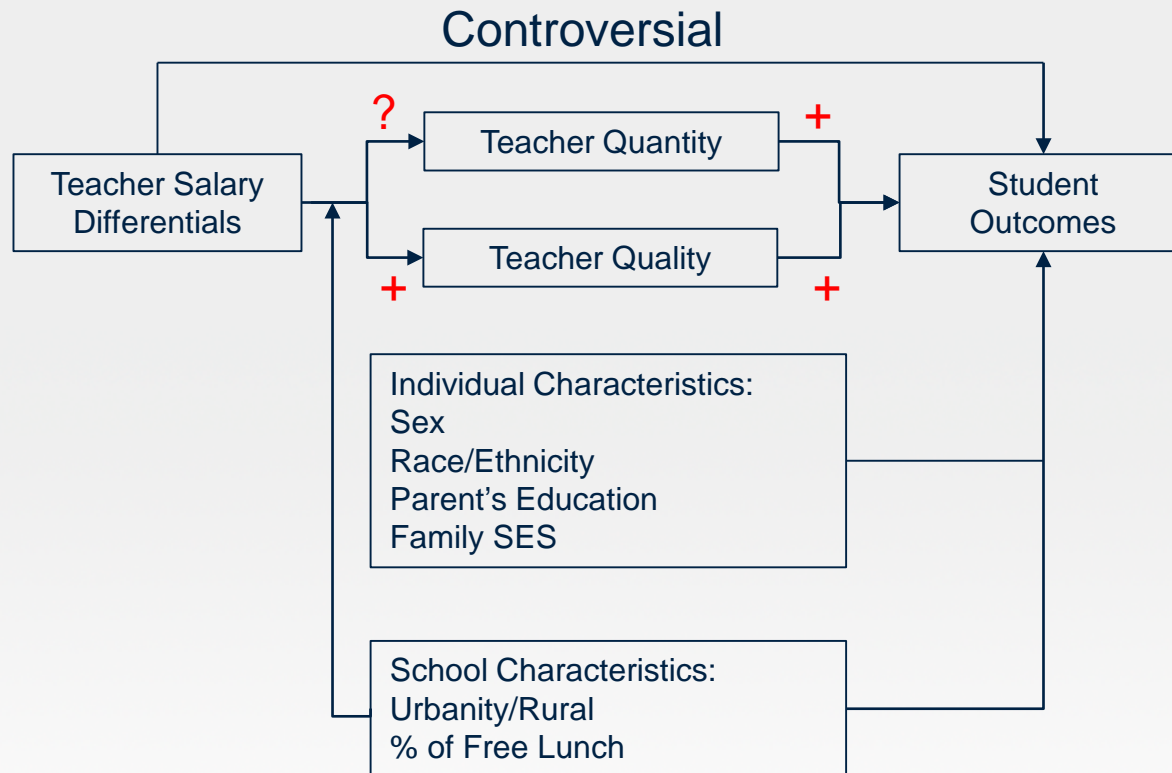 Controversial
?
+
Teacher Quantity
Teacher Salary
Differentials
Student
Outcomes
Teacher Quality
+
+
Individual Characteristics:
Sex
Race/Ethnicity
Parent's Education
Family SES
School Characteristics:
Urbanity/Rural
% of Free Lunch